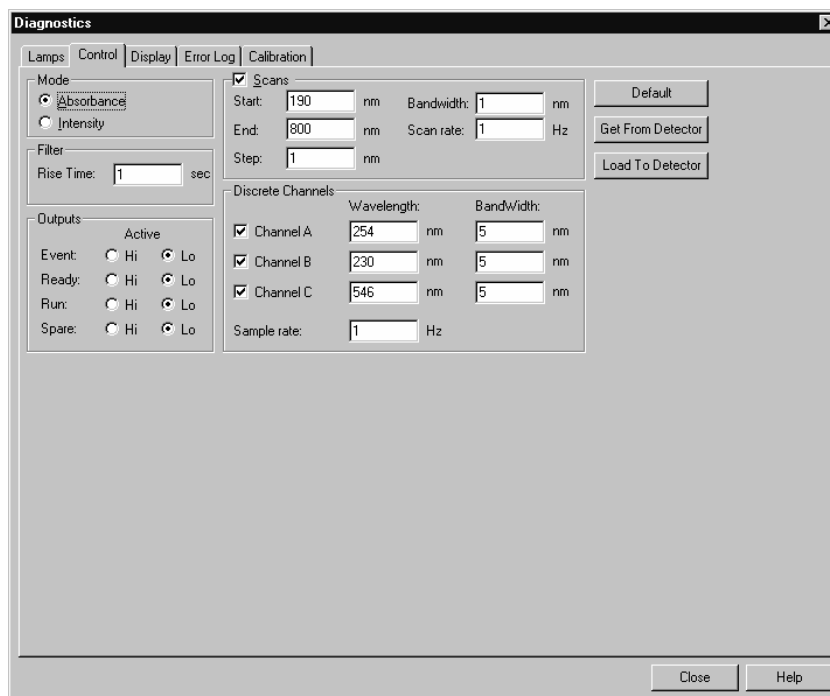 Diagnostics
Lamps Control Display Error Log Calibration
Mode
Absorbance
Intensity
Filter
Rise Time: 1 sec
Outputs
Active
Event: Hi Lo
Ready: Hi Lo
Run: Hi Lo
Spare: Hi Lo
Scans
Start: 190 nm Bandwidth: 1 nm
End: 800 nm Scan rate: 1 Hz
Step: 1 nm
Discrete Channels
Wavelength: BandWidth:
Channel A 254 nm 5 nm
Channel B 230 nm 5 nm
Channel C 546 nm 5 nm
Sample rate: 1 Hz
Default
Get From Detector
Load To Detector
Close Help